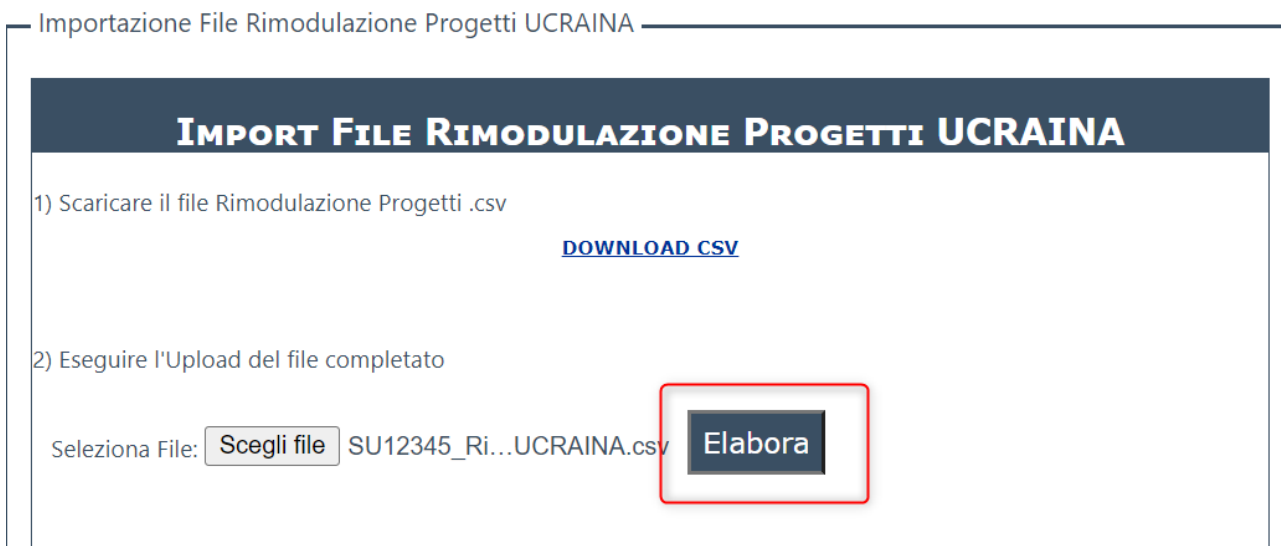 Importazione File Rimodulazione Progetti UCRAINA
Import File Rimodulazione Progetti UCRAINA
1) Scaricare il file Rimodulazione Progetti .csv
DOWNLOAD CSV
2) Eseguire l'Upload del file completato
Seleziona File: Scegli file SU12345_Ri...UCRAINA.csv Elabora